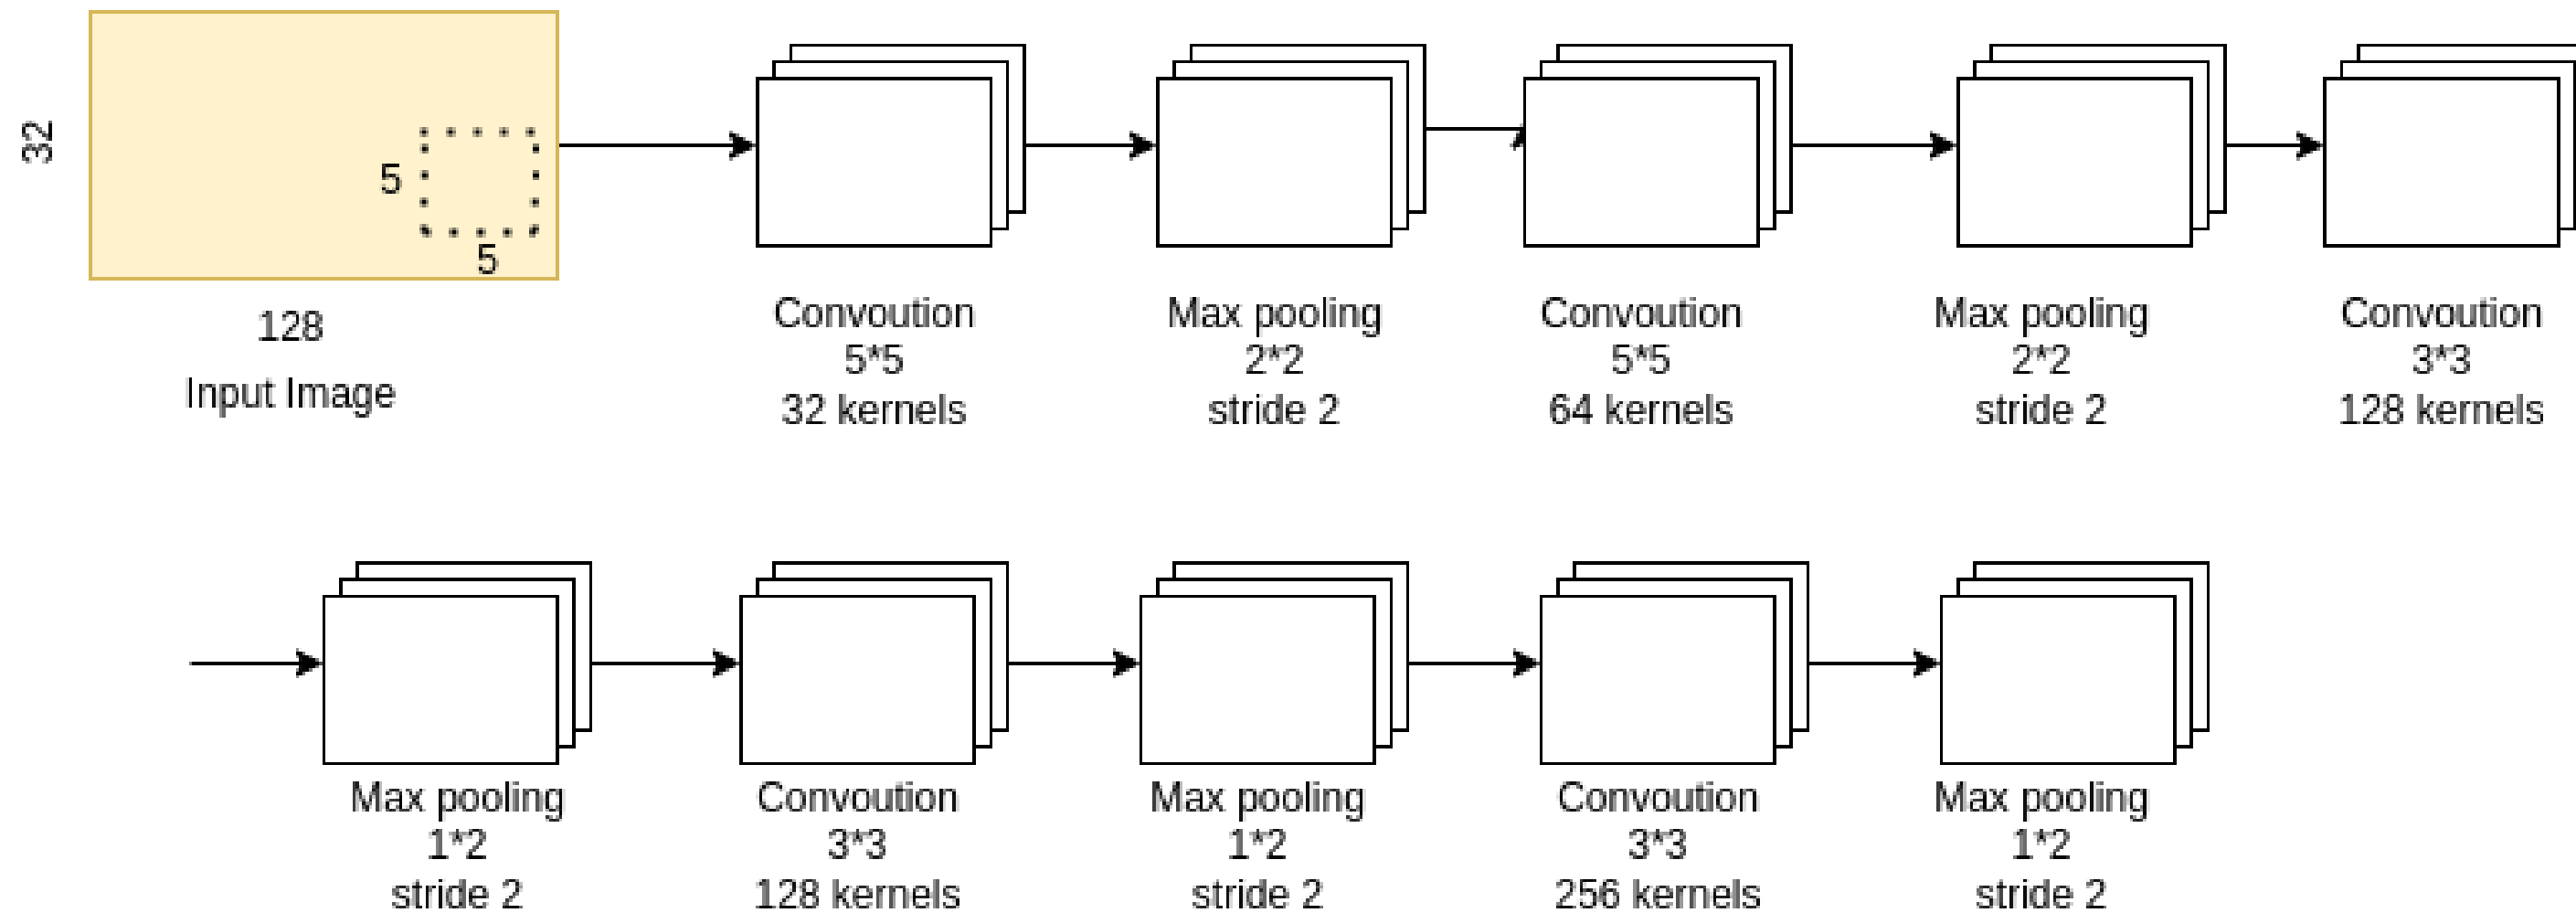 32
5
5
128
Input Image
Convoution
5*5
32 kernels
Max pooling
2*2
stride 2
Convoution
5*5
64 kernels
Max pooling
2*2
stride 2
Convoution
3*3
128 kernels
Max pooling
1*2
stride 2
Convoution
3*3
128 kernels
Max pooling
1*2
stride 2
Convoution
3*3
256 kernels
Max pooling
1*2
stride 2